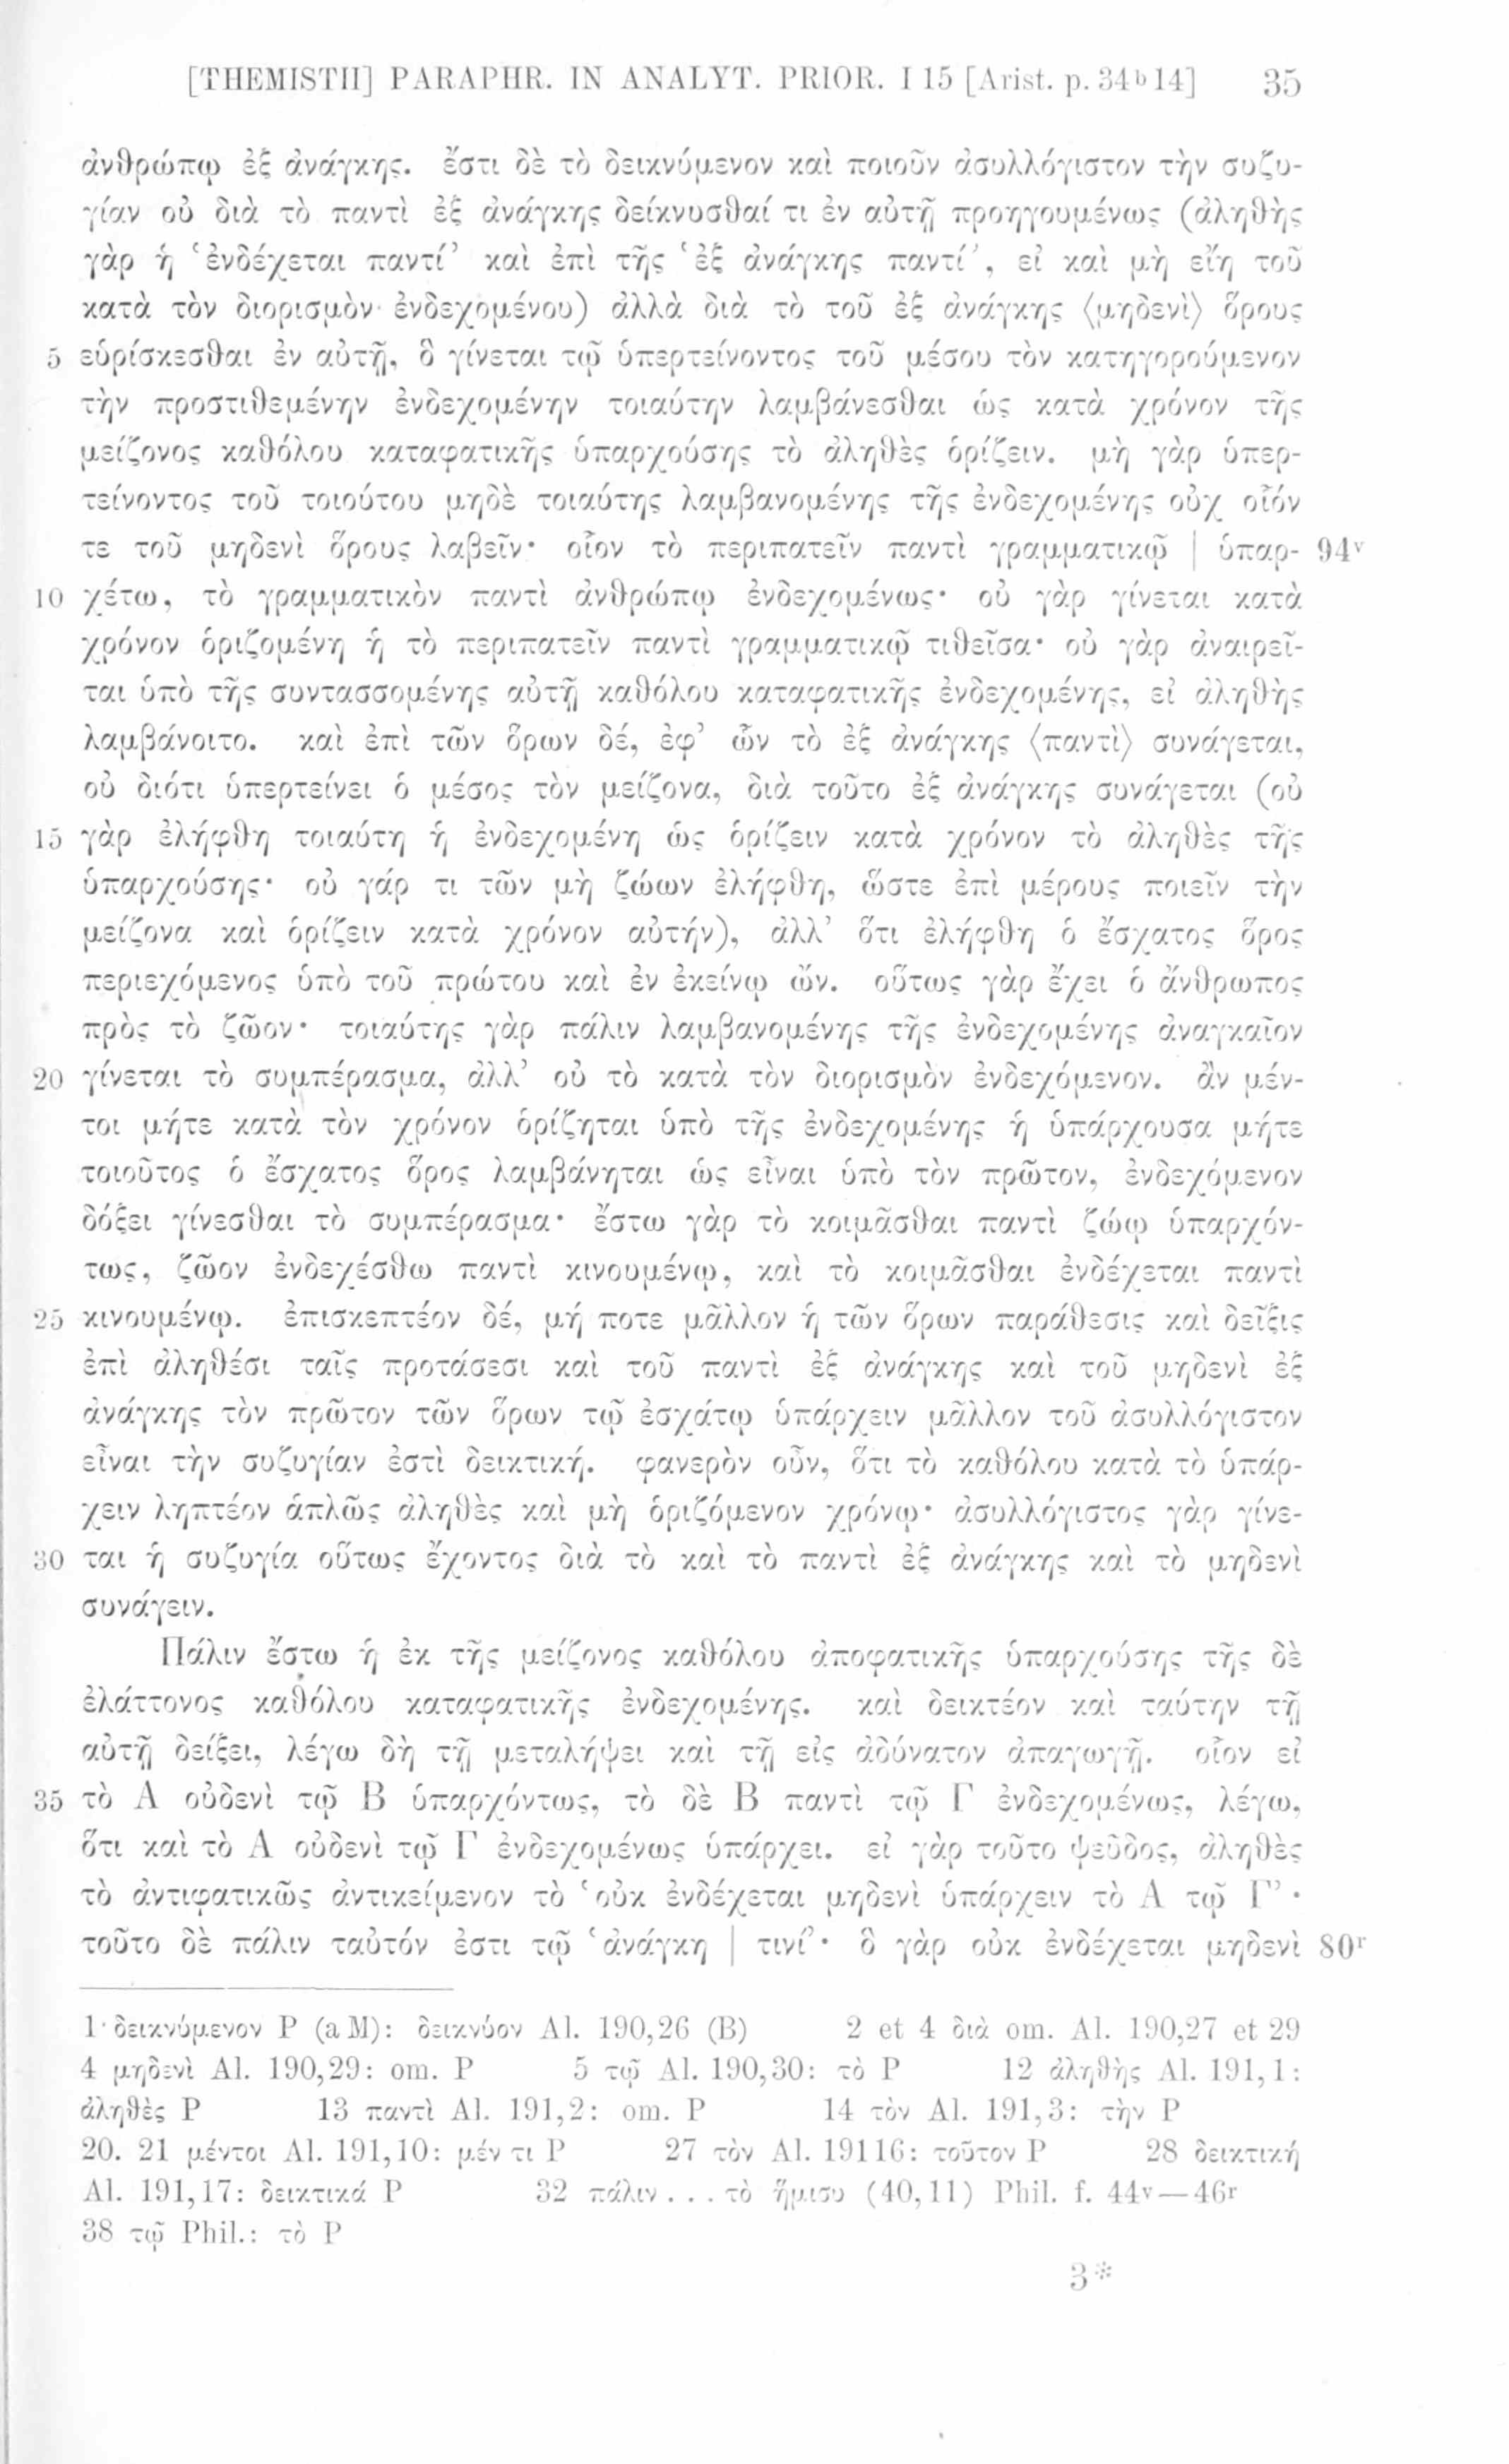 [THEMISTII] PARAPHR. IN ANALYT. PRIOR. I 15 [Arist. p. 34ᵇ14] 35
ἀνθρώπῳ ἐξ ἀνάγκης. ἔστι δὲ τὸ δεικνύμενον καὶ ποιοῦν ἀσυλλόγιστον τὴν συζυ-
γίαν οὐ διὰ τὸ παντὶ ἐξ ἀνάγκης δείκνυσθαί τι ἐν αὐτῇ προηγουμένως (ἀληθὴς
γὰρ ἡ ‘ἐνδέχεται παντί’ καὶ ἐπὶ τῆς ‘ἐξ ἀνάγκης παντί’, εἰ καὶ μὴ εἴη τοῦ
κατὰ τὸν διορισμὸν ἐνδεχομένου) ἀλλὰ διὰ τὸ τοῦ ἐξ ἀνάγκης ⟨μηδενὶ⟩ ὅρους
5 εὑρίσκεσθαι ἐν αὐτῇ, ὃ γίνεται τῷ ὑπερτείνοντος τοῦ μέσου τὸν κατηγορούμενον
τὴν προστιθεμένην ἐνδεχομένην τοιαύτην λαμβάνεσθαι ὡς κατὰ χρόνον τῆς
μείζονος καθόλου καταφατικῆς ὑπαρχούσης τὸ ἀληθὲς ὁρίζειν. μὴ γὰρ ὑπερ-
τείνοντος τοῦ τοιούτου μηδὲ τοιαύτης λαμβανομένης τῆς ἐνδεχομένης οὐχ οἷόν
τε τοῦ μηδενὶ ὅρους λαβεῖν· οἷον τὸ περιπατεῖν παντὶ γραμματικῷ | ὑπαρ- 94ᵛ
10 χέτω, τὸ γραμματικὸν παντὶ ἀνθρώπῳ ἐνδεχομένως· οὐ γὰρ γίνεται κατὰ
χρόνον ὁριζομένη ἡ τὸ περιπατεῖν παντὶ γραμματικῷ τιθεῖσα· οὐ γὰρ ἀναιρεῖ-
ται ὑπὸ τῆς συντασσομένης αὐτῇ καθόλου καταφατικῆς ἐνδεχομένης, εἰ ἀληθὴς
λαμβάνοιτο. καὶ ἐπὶ τῶν ὅρων δέ, ἐφ’ ὧν τὸ ἐξ ἀνάγκης ⟨παντὶ⟩ συνάγεται,
οὐ διότι ὑπερτείνει ὁ μέσος τὸν μείζονα, διὰ τοῦτο ἐξ ἀνάγκης συνάγεται (οὐ
15 γὰρ ἐλήφθη τοιαύτη ἡ ἐνδεχομένη ὡς ὁρίζειν κατὰ χρόνον τὸ ἀληθὲς τῆς
ὑπαρχούσης· οὐ γάρ τι τῶν μὴ ζώων ἐλήφθη, ὥστε ἐπὶ μέρους ποιεῖν τὴν
μείζονα καὶ ὁρίζειν κατὰ χρόνον αὐτήν), ἀλλ’ ὅτι ἐλήφθη ὁ ἔσχατος ὅρος
περιεχόμενος ὑπὸ τοῦ πρώτου καὶ ἐν ἐκείνῳ ὤν. οὕτως γὰρ ἔχει ὁ ἄνθρωπος
πρὸς τὸ ζῶον· τοιαύτης γὰρ πάλιν λαμβανομένης τῆς ἐνδεχομένης ἀναγκαῖον
20 γίνεται τὸ συμπέρασμα, ἀλλ’ οὐ τὸ κατὰ τὸν διορισμὸν ἐνδεχόμενον. ἂν μέν-
τοι μήτε κατὰ τὸν χρόνον ὁρίζηται ὑπὸ τῆς ἐνδεχομένης ἡ ὑπάρχουσα μήτε
τοιοῦτος ὁ ἔσχατος ὅρος λαμβάνηται ὡς εἶναι ὑπὸ τὸν πρῶτον, ἐνδεχόμενον
δόξει γίνεσθαι τὸ συμπέρασμα· ἔστω γὰρ τὸ κοιμᾶσθαι παντὶ ζώῳ ὑπαρχόν-
τως, ζῶον ἐνδεχέσθω παντὶ κινουμένῳ, καὶ τὸ κοιμᾶσθαι ἐνδέχεται παντὶ
25 κινουμένῳ. ἐπισκεπτέον δέ, μή ποτε μᾶλλον ἡ τῶν ὅρων παράθεσις καὶ δεῖξις
ἐπὶ ἀληθέσι ταῖς προτάσεσι καὶ τοῦ παντὶ ἐξ ἀνάγκης καὶ τοῦ μηδενὶ ἐξ
ἀνάγκης τὸν πρῶτον τῶν ὅρων τῷ ἐσχάτῳ ὑπάρχειν μᾶλλον τοῦ ἀσυλλόγιστον
εἶναι τὴν συζυγίαν ἐστὶ δεικτική. φανερὸν οὖν, ὅτι τὸ καθόλου κατὰ τὸ ὑπάρ-
χειν ληπτέον ἁπλῶς ἀληθὲς καὶ μὴ ὁριζόμενον χρόνῳ· ἀσυλλόγιστος γὰρ γίνε-
30 ται ἡ συζυγία οὕτως ἔχοντος διὰ τὸ καὶ τὸ παντὶ ἐξ ἀνάγκης καὶ τὸ μηδενὶ
συνάγειν.
Πάλιν ἔστω ἡ ἐκ τῆς μείζονος καθόλου ἀποφατικῆς ὑπαρχούσης τῆς δὲ
ἐλάττονος καθόλου καταφατικῆς ἐνδεχομένης. καὶ δεικτέον καὶ ταύτην τῇ
αὐτῇ δείξει, λέγω δὴ τῇ μεταλήψει καὶ τῇ εἰς ἀδύνατον ἀπαγωγῇ. οἷον εἰ
35 τὸ Α οὐδενὶ τῷ Β ὑπαρχόντως, τὸ δὲ Β παντὶ τῷ Γ ἐνδεχομένως, λέγω,
ὅτι καὶ τὸ Α οὐδενὶ τῷ Γ ἐνδεχομένως ὑπάρχει. εἰ γὰρ τοῦτο ψεῦδος, ἀληθὲς
τὸ ἀντιφατικῶς ἀντικείμενον τὸ ‘οὐκ ἐνδέχεται μηδενὶ ὑπάρχειν τὸ Α τῷ Γ’·
τοῦτο δὲ πάλιν ταὐτόν ἐστι τῷ ‘ἀνάγκη | τινί’· ὃ γὰρ οὐκ ἐνδέχεται μηδενὶ 80ʳ
1 δεικνύμενον P (aM): δεικνύον Al. 190,26 (B) 2 et 4 διὰ om. Al. 190,27 et 29
4 μηδενὶ Al. 190,29: om. P 5 τῷ Al. 190,30: τὸ P 12 ἀληθὴς Al. 191,1:
ἀληθὲς P 13 παντὶ Al. 191,2: om. P 14 τὸν Al. 191,3: τὴν P
20. 21 μέντοι Al. 191,10: μέν τι P 27 τὸν Al. 19116: τοῦτον P 28 δεικτική
Al. 191,17: δεικτικά P 32 πάλιν . . . τὸ ἥμισυ (40,11) Phil. f. 44ᵛ—46ʳ
38 τῷ Phil.: τὸ P
3*